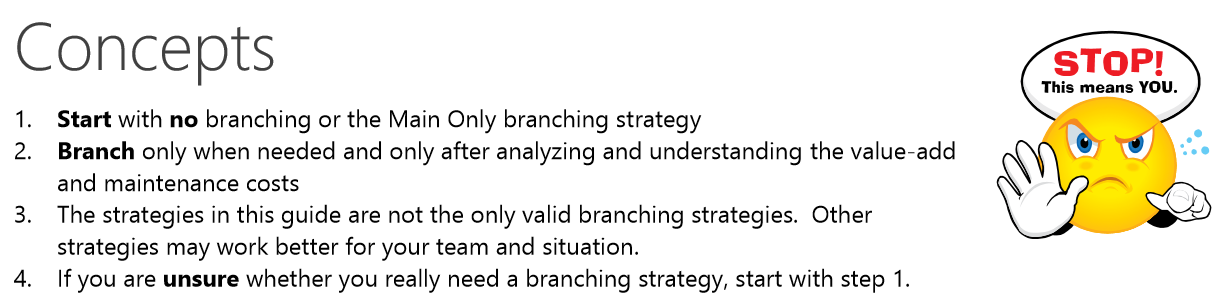 Concepts
STOP!
This means YOU.
1. Start with no branching or the Main Only branching strategy
2. Branch only when needed and only after analyzing and understanding the value-add
and maintenance costs
3. The strategies in this guide are not the only valid branching strategies.  Other
strategies may work better for your team and situation.
4. If you are unsure whether you really need a branching strategy, start with step 1.